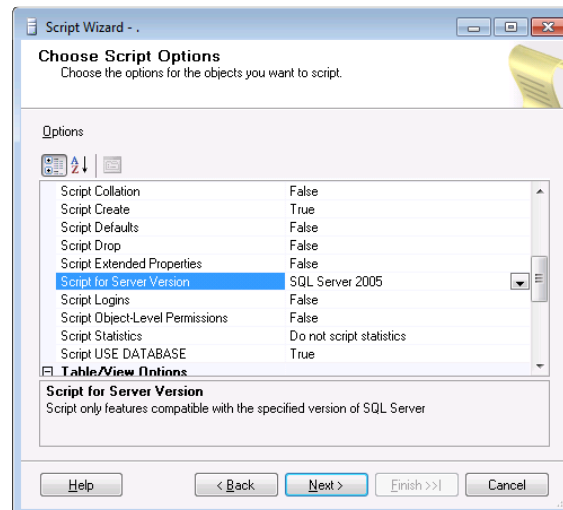 Script Wizard - .
Choose Script Options
Choose the options for the objects you want to script.
Options
Script Collation False
Script Create True
Script Defaults False
Script Drop False
Script Extended Properties False
Script for Server Version SQL Server 2005
Script Logins False
Script Object-Level Permissions False
Script Statistics Do not script statistics
Script USE DATABASE True
Table/View Options
Script for Server Version
Script only features compatible with the specified version of SQL Server
Help < Back Next > Finish >>| Cancel